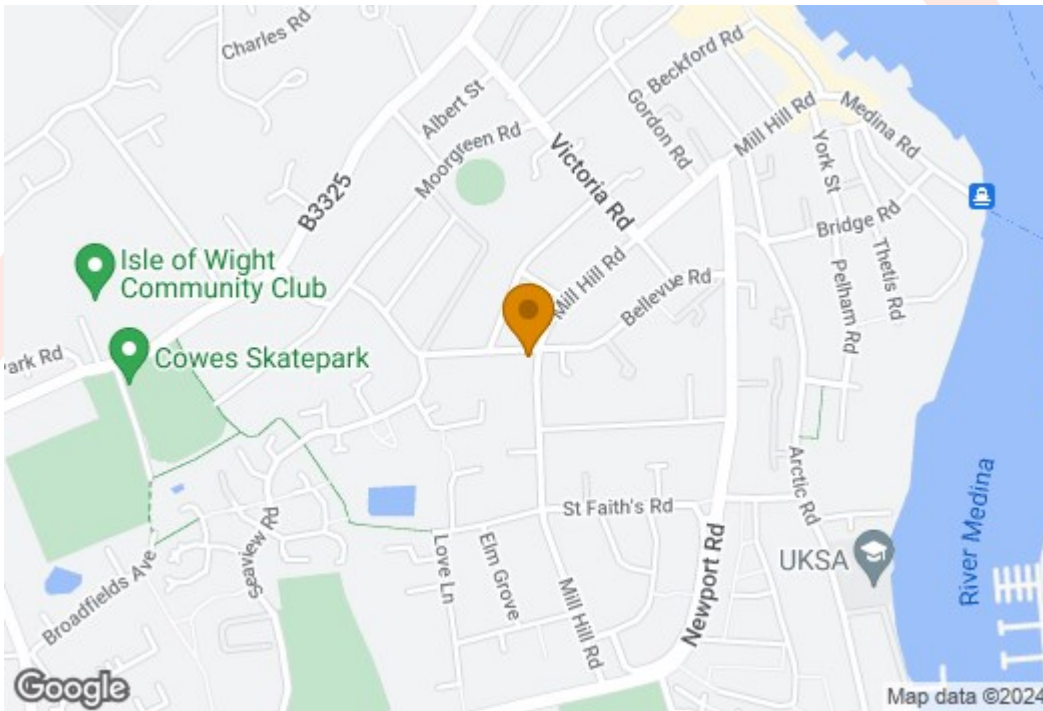 Charles Rd
Beckford Rd
Albert St
Gordon Rd
Mill Hill Rd
Medina Rd
Moorgreen Rd
Victoria Rd
York St
B3325
Bridge Rd
Thetis Rd
Isle of Wight
Community Club
Mill Hill Rd
Bellevue Rd
Pelham Rd
Park Rd
Cowes Skatepark
Arctic Rd
River Medina
St Faith's Rd
Seaview Rd
Love Ln
Elm Grove
Newport Rd
UKSA
Broadfields Ave
Mill Hill Rd
Google
Map data ©2024